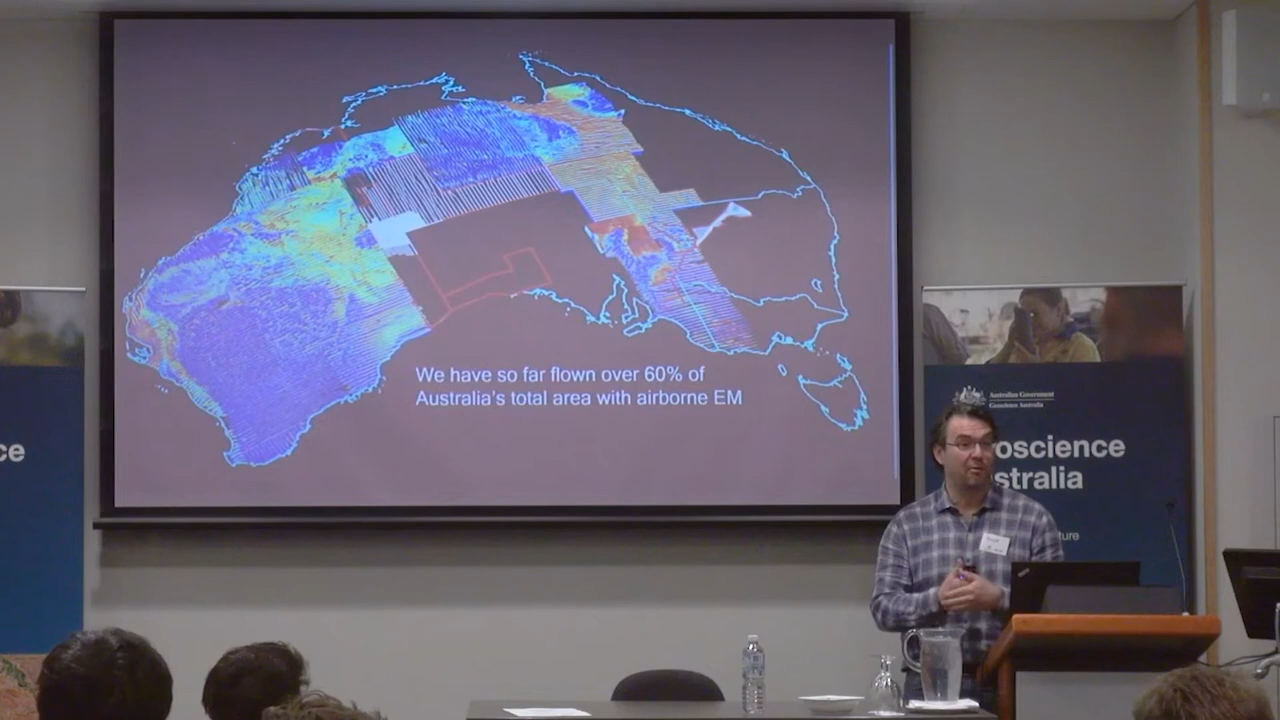 We have so far flown over 60% of
Australia's total area with airborne EM
Australian Government
Geoscience Australia
oscience
stralia
ture
ce